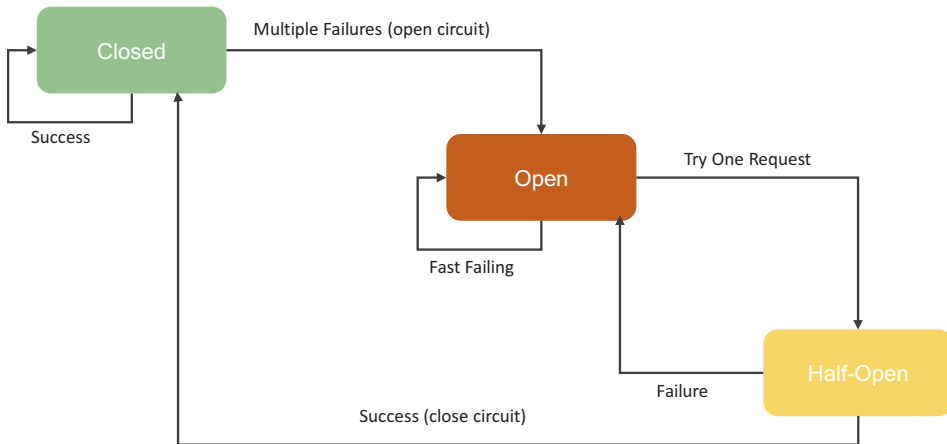 Multiple Failures (open circuit)
Closed
Success
Try One Request
Open
Fast Failing
Half-Open
Failure
Success (close circuit)